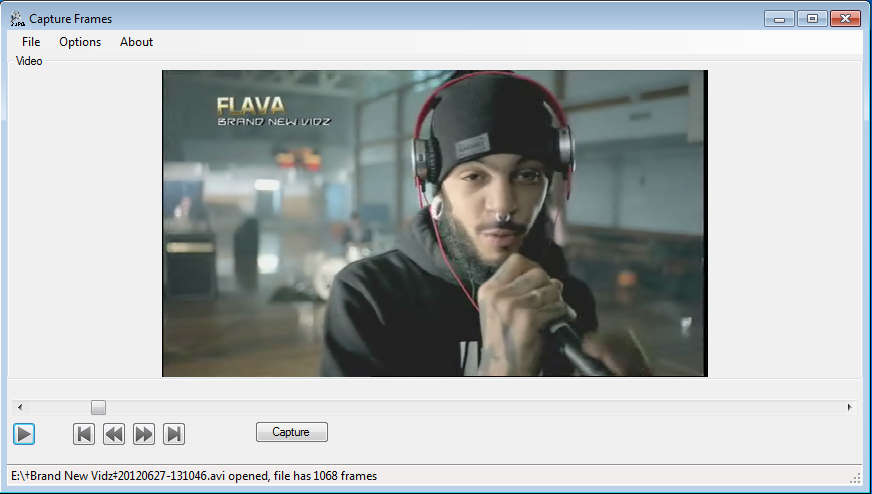 Capture Frames
File Options About
Video
FLAVA
BRAND NEW VIDZ
Capture
E:\+Brand New Vidz+20120627-131046.avi opened, file has 1068 frames